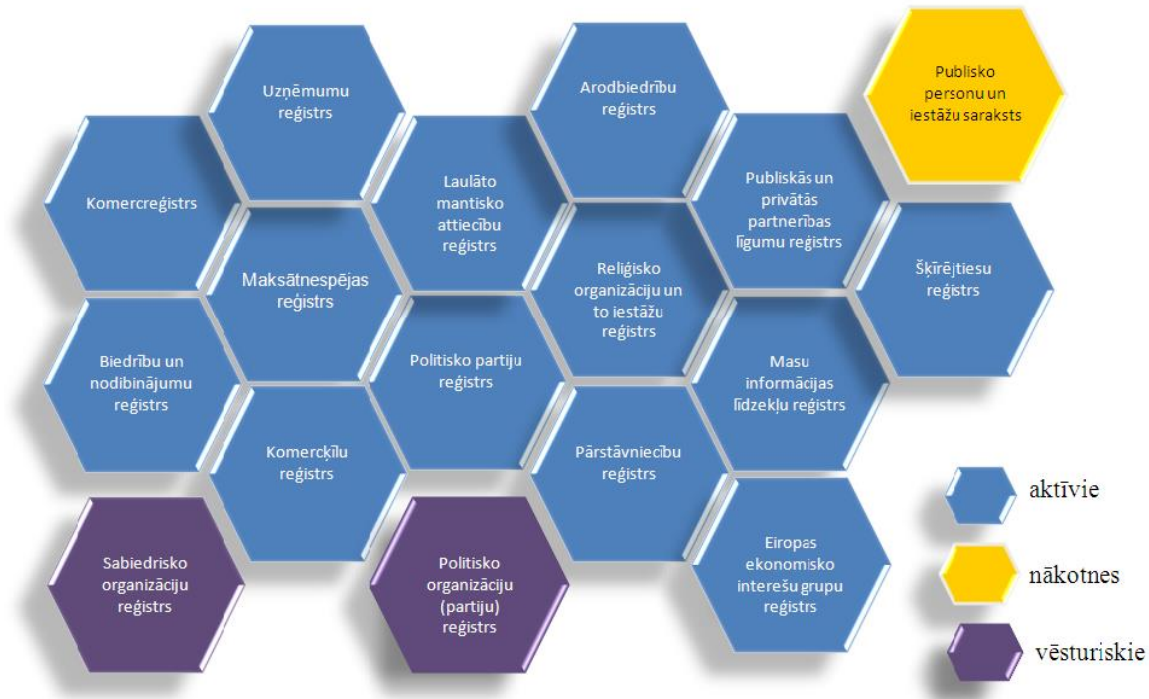 Uzņēmumu
reģistrs
Arodbiedrību
reģistrs
Publisko
personu un
iestāžu saraksts
Komercreģistrs
Laulāto
mantisko
attiecību
reģistrs
Publiskās un
privātās
partnerības
līgumu reģistrs
Maksātnespējas
reģistrs
Reliģisko
organizāciju un
to iestāžu
reģistrs
Šķīrējtiesu
reģistrs
Biedrību un
nodibinājumu
reģistrs
Politisko partiju
reģistrs
Masu
informācijas
līdzekļu reģistrs
Komercķīlu
reģistrs
Pārstāvniecību
reģistrs
Sabiedrisko
organizāciju
reģistrs
Politisko
organizāciju
(partiju)
reģistrs
Eiropas
ekonomisko
interešu grupu
reģistrs
aktīvie
nākotnes
vēsturiskie